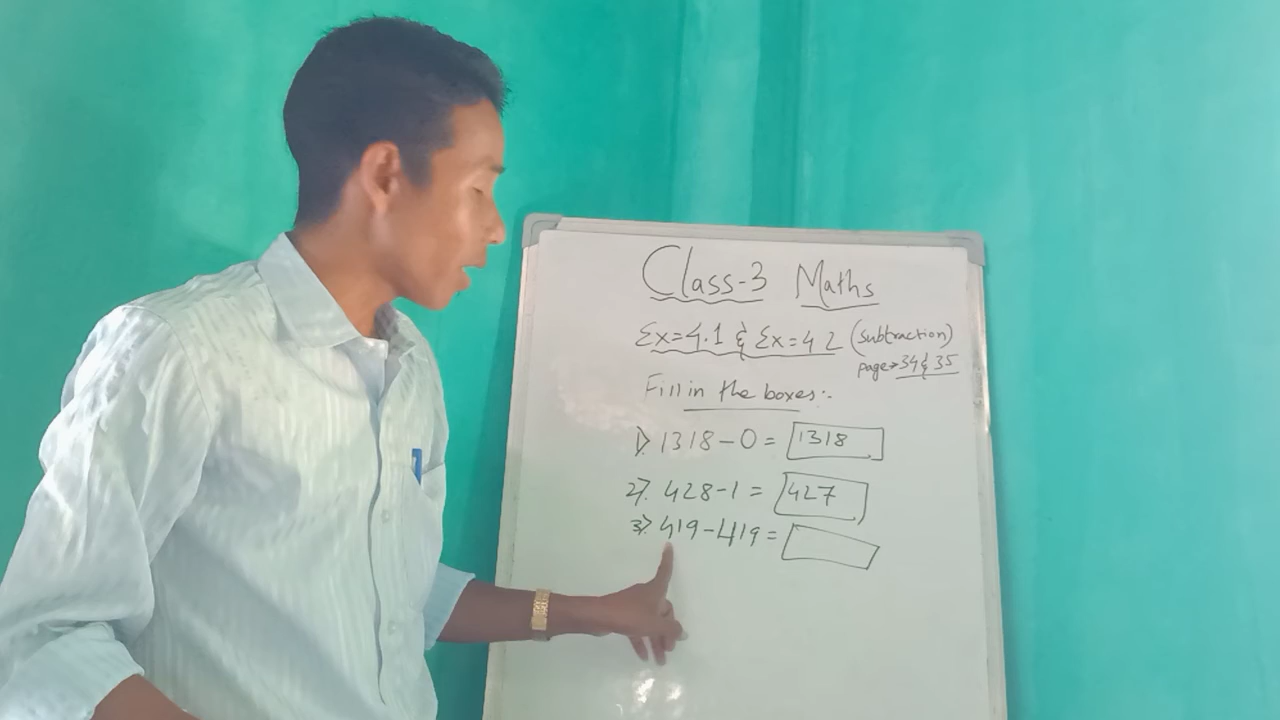 Class-3 Maths
Ex=4.1 & Ex=4.2 (Subtraction)
page→34 & 35
Fill in the boxes:-
1). 1318-0= 1318
2). 428-1= 427
3). 419-419=